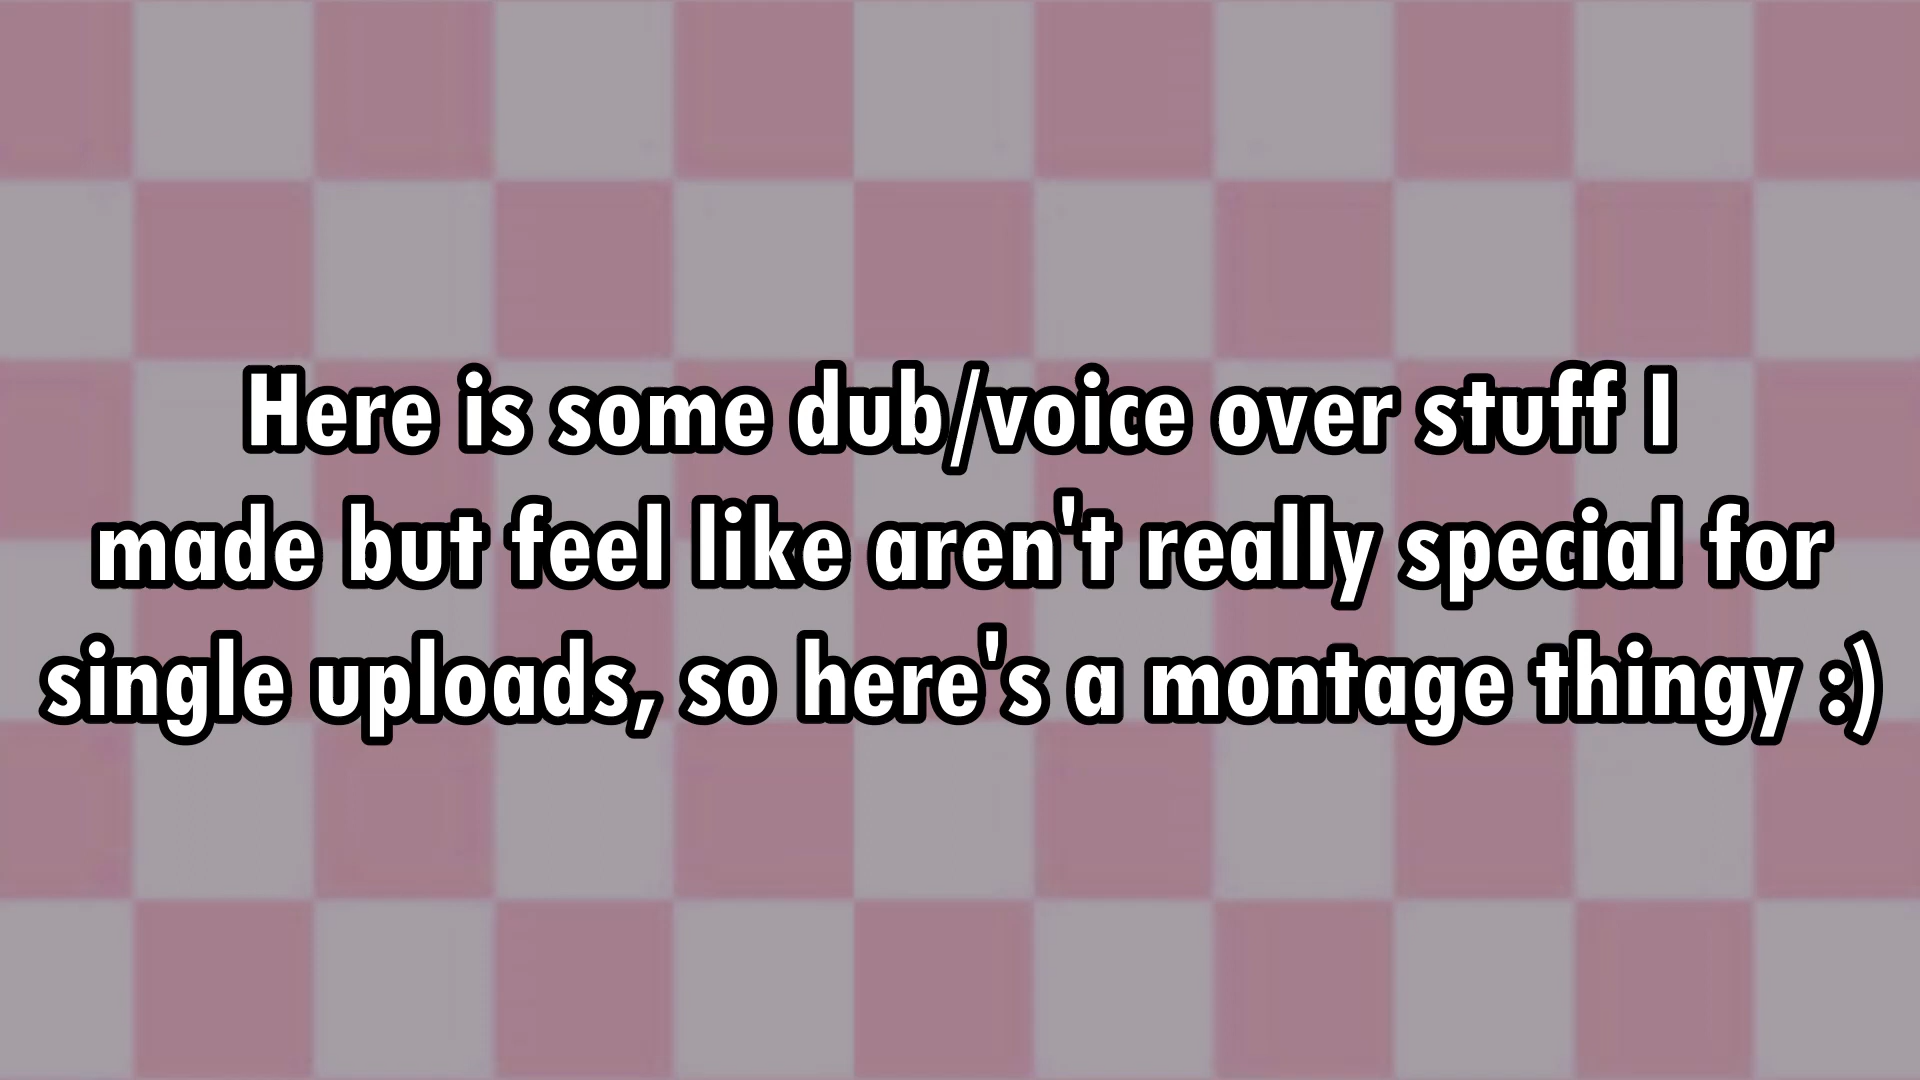 Here is some dub/voice over stuff I
made but feel like aren't really special for
single uploads, so here's a montage thingy :)